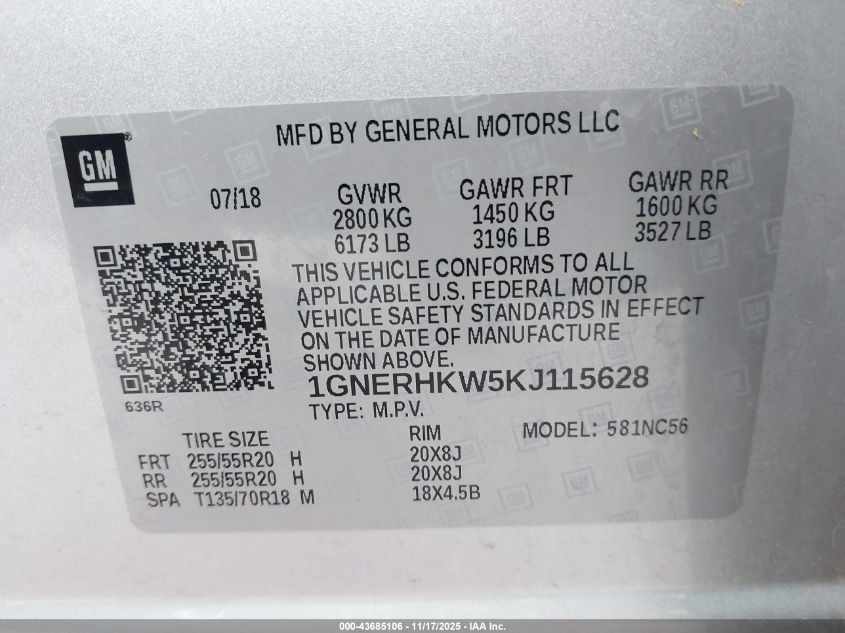 MFD BY GENERAL MOTORS LLC
GM®
07/18
GVWR GAWR FRT GAWR RR
2800 KG 1450 KG 1600 KG
6173 LB 3196 LB 3527 LB
THIS VEHICLE CONFORMS TO ALL
APPLICABLE U.S. FEDERAL MOTOR
VEHICLE SAFETY STANDARDS IN EFFECT
ON THE DATE OF MANUFACTURE
SHOWN ABOVE.
1GNERHKW5KJ115628
636R
TYPE: M.P.V.
TIRE SIZE RIM MODEL: 581NC56
FRT 255/55R20 H 20X8J
RR 255/55R20 H 20X8J
SPA T135/70R18 M 18X4.5B
000-43685106 - 11/17/2025 - IAA Inc.